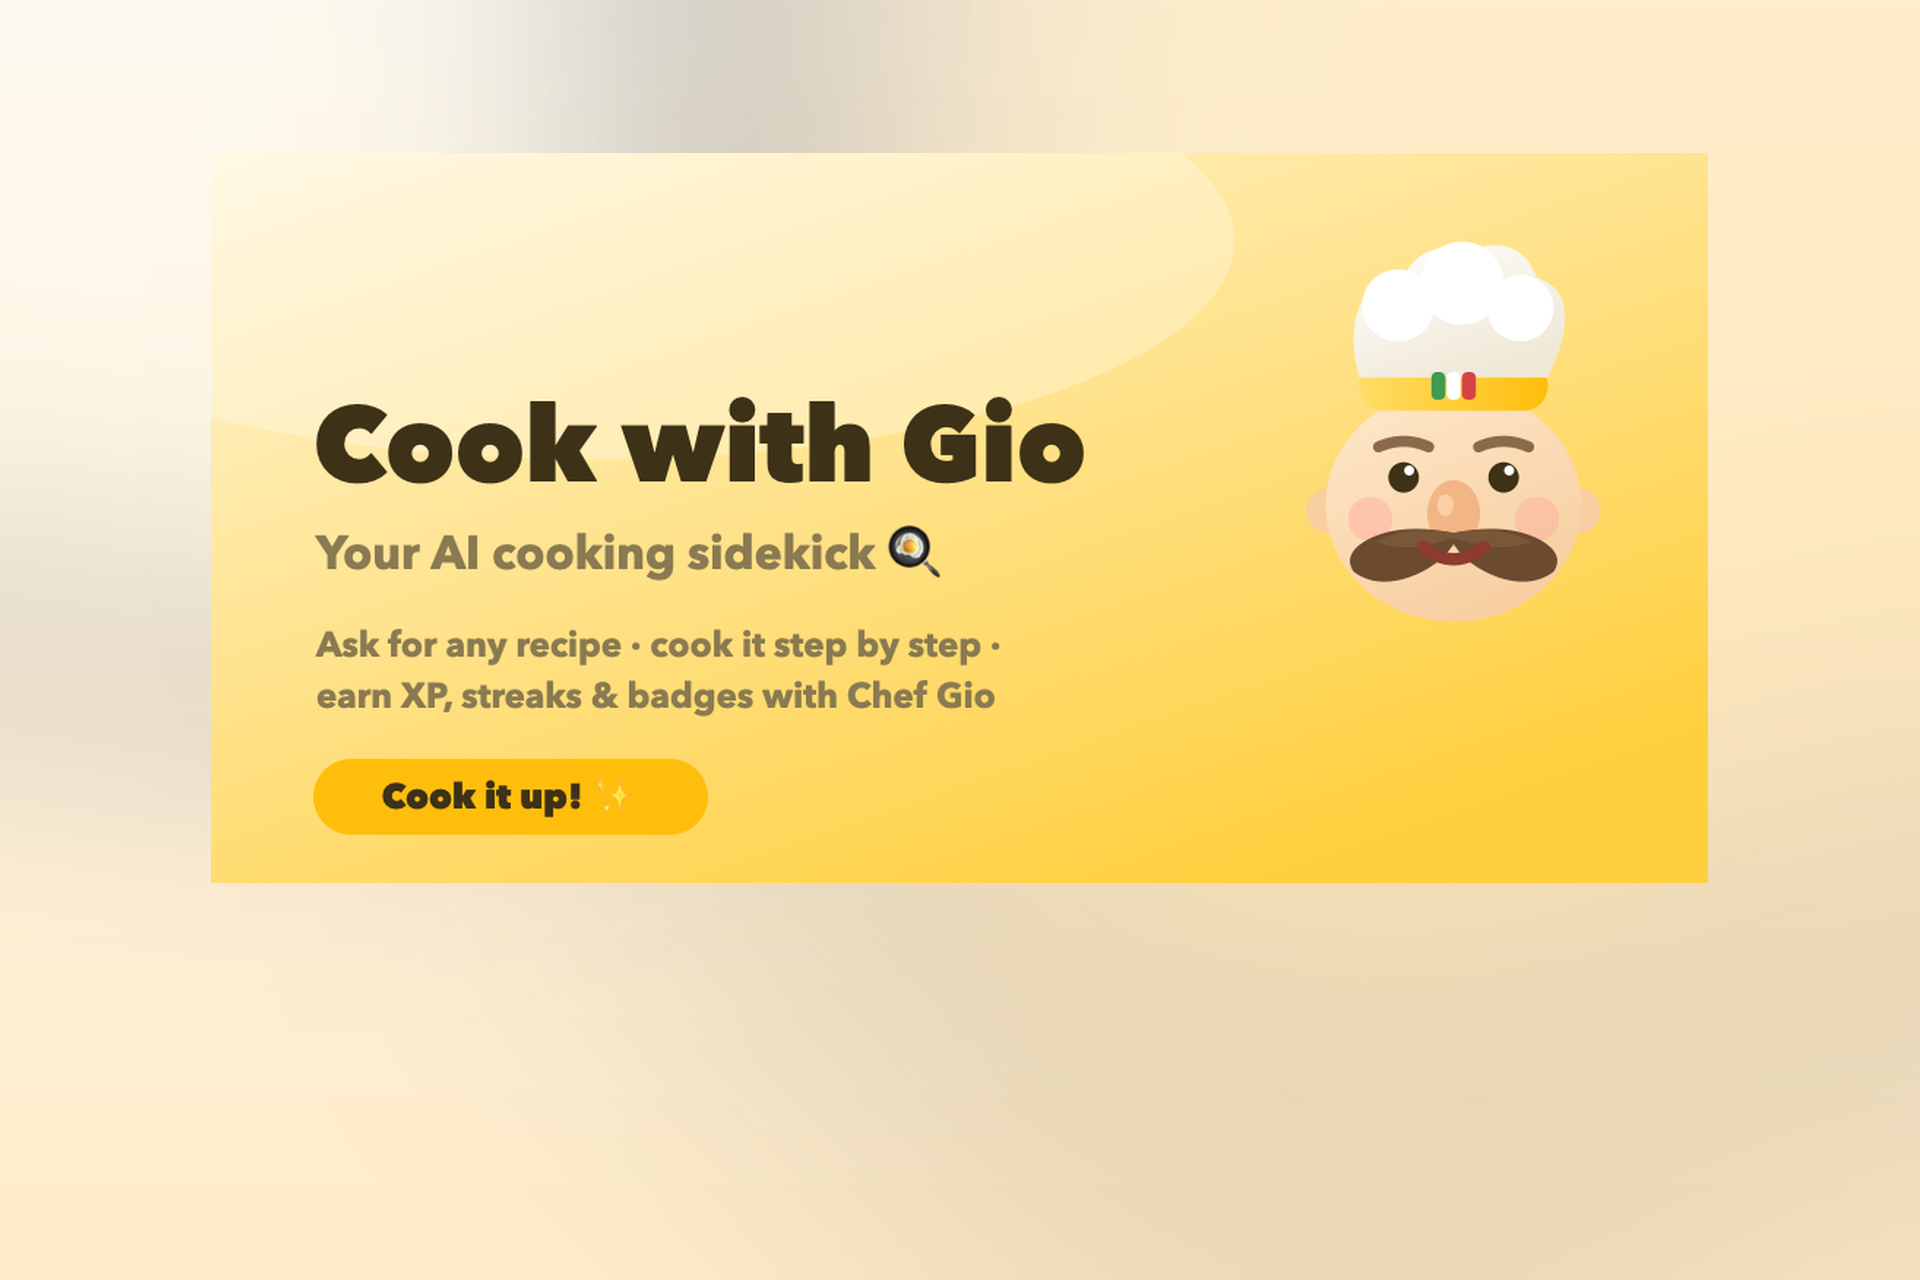 Cook with Gio
Your AI cooking sidekick 🍳
Ask for any recipe · cook it step by step ·
earn XP, streaks & badges with Chef Gio
Cook it up! ✨